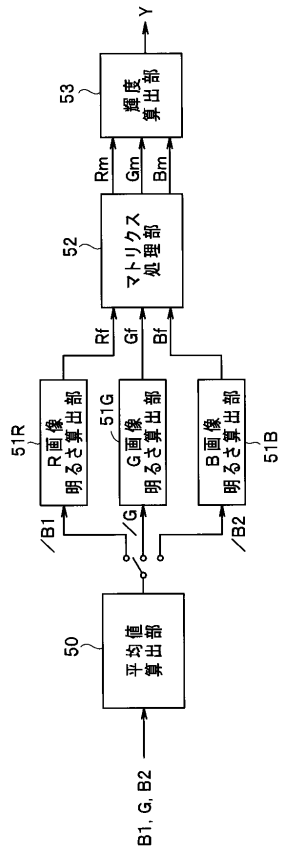 B1, G, B2
50
平均値
算出部
/B1
/G
/B2
51R
R画像
明るさ算出部
51G
G画像
明るさ算出部
51B
B画像
明るさ算出部
Rf
Gf
Bf
52
マトリクス
処理部
Rm
Gm
Bm
53
輝度
算出部
Y